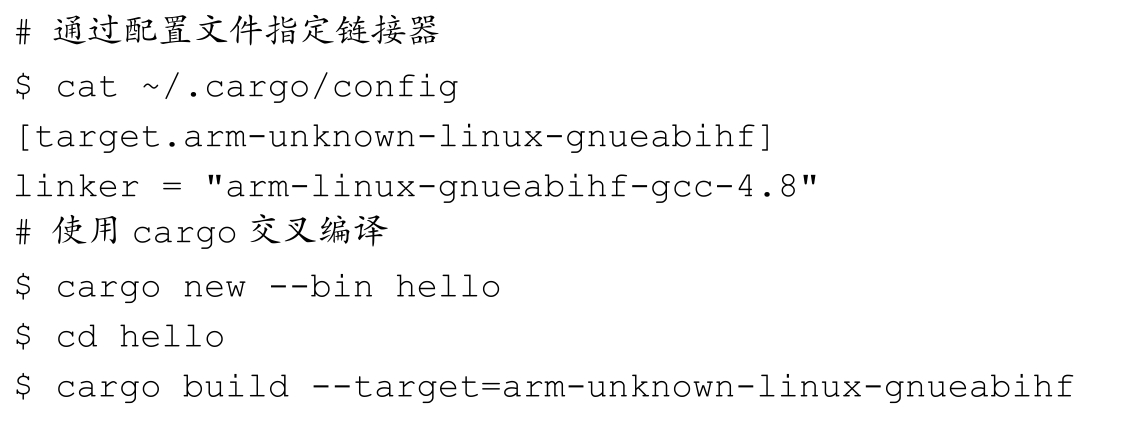 # 通过配置文件指定链接器
$ cat ~/.cargo/config
[target.arm-unknown-linux-gnueabihf]
linker = "arm-linux-gnueabihf-gcc-4.8"
# 使用 cargo 交叉编译
$ cargo new --bin hello
$ cd hello
$ cargo build --target=arm-unknown-linux-gnueabihf